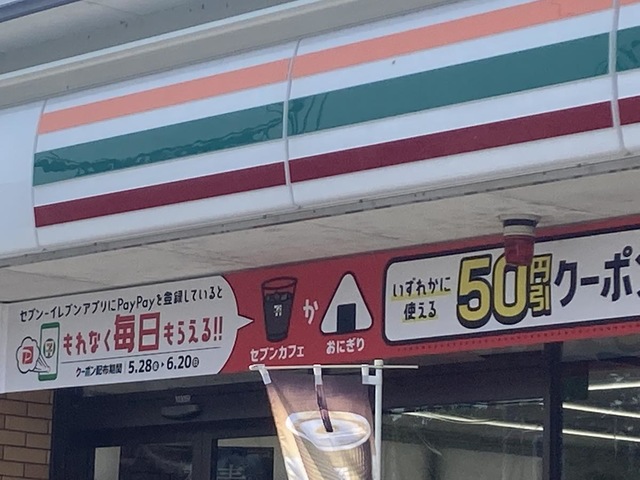 セブン-イレブンアプリにPayPayを登録していると
もれなく毎日もらえる!!
クーポン配布期間 5.28 6.20
セブンカフェ
か
おにぎり
いずれかに
使える
50円引クーポン